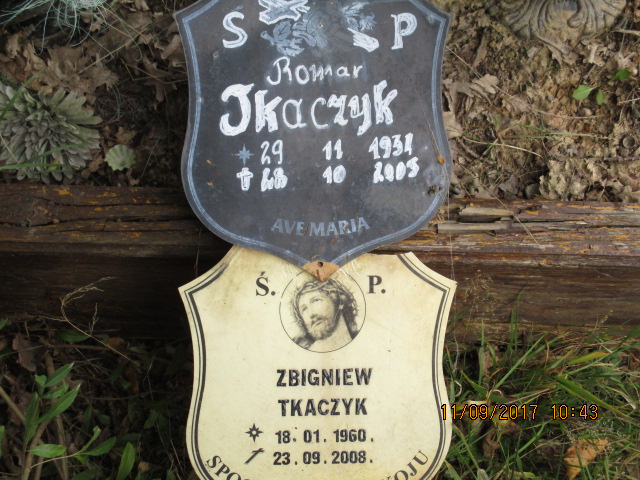 S P
Roman
Tkaczyk
29 11 1931
28 10 2005
AVE MARIA
Ś. P.
ZBIGNIEW
TKACZYK
18. 01. 1960.
23. 09. 2008.
11/09/2017 10:43